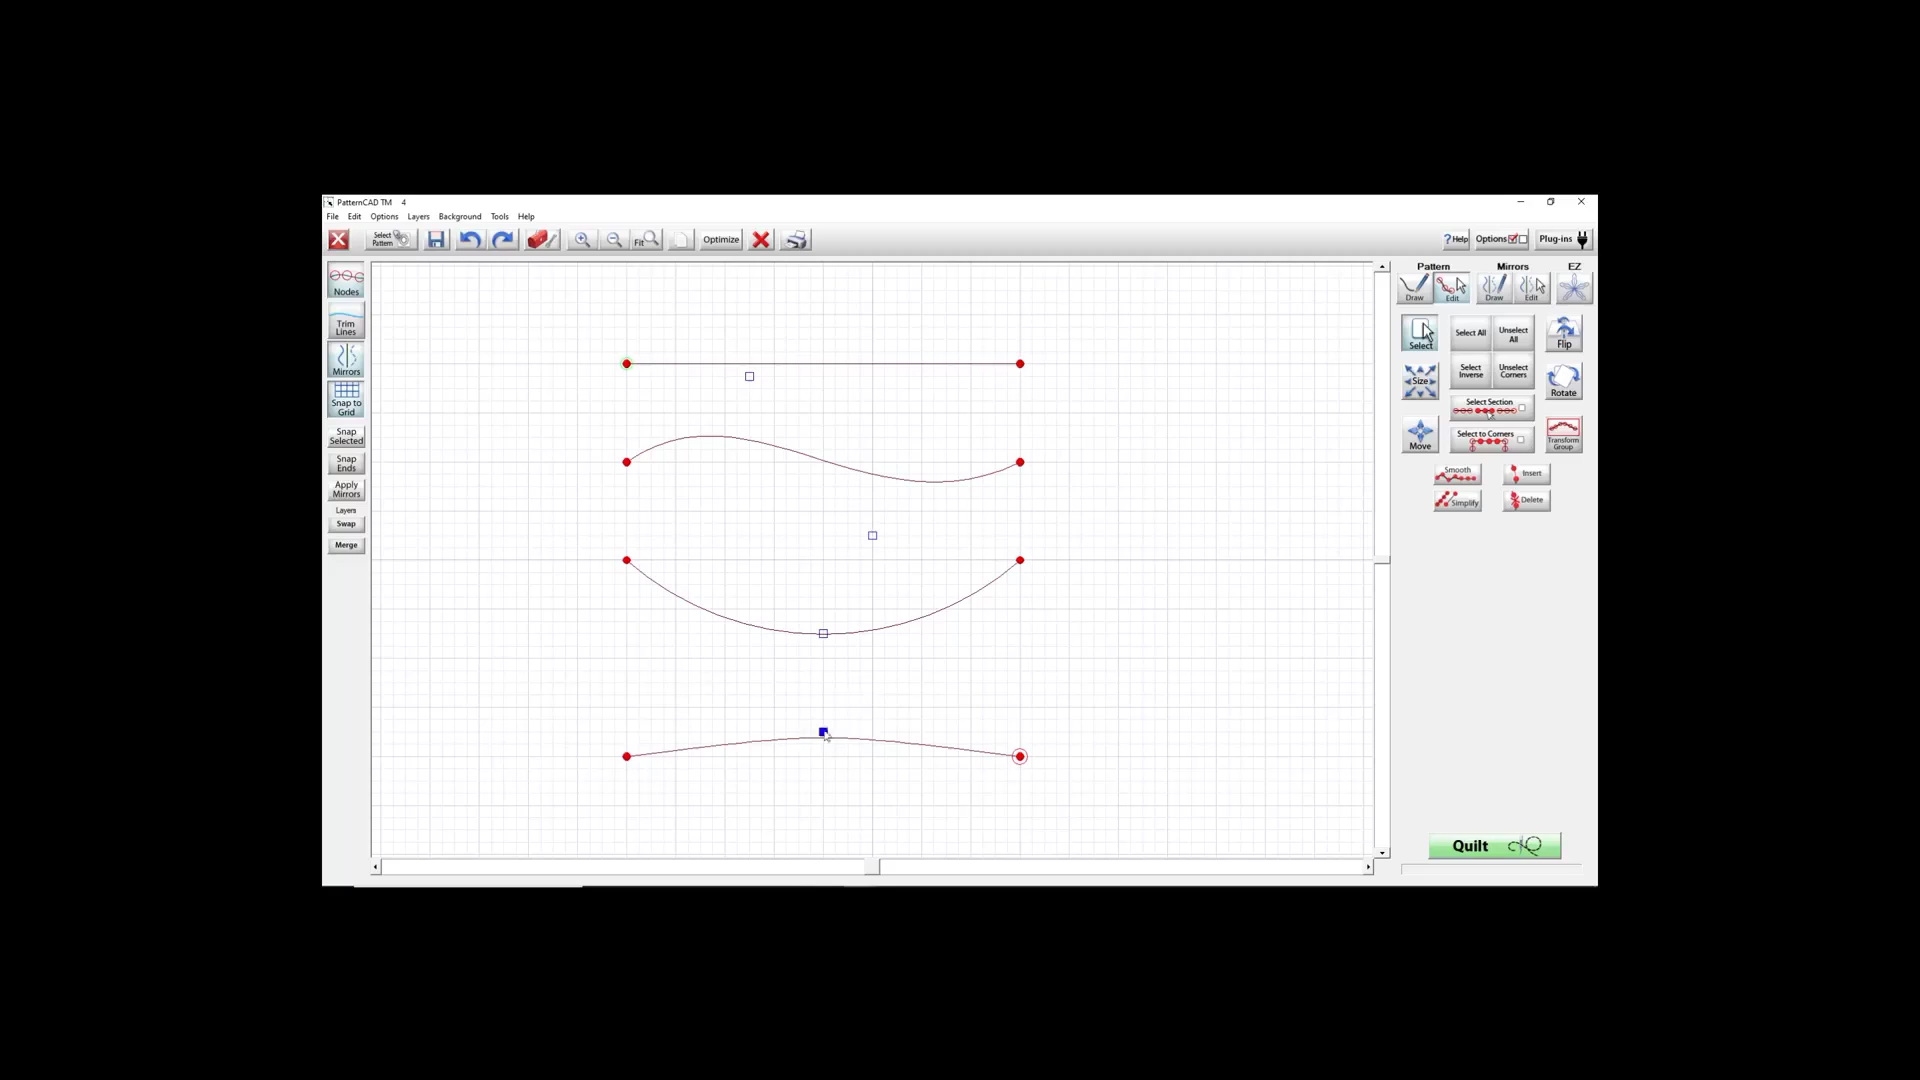 PatternCAD TM 4
File Edit Options Layers Background Tools Help
Select Pattern
Fit
Optimize
?Help
Options
Plug-ins
Nodes
Trim Lines
Mirrors
Snap to Grid
Snap Selected
Snap Ends
Apply Mirrors
Layers
Swap
Merge
Pattern Mirrors EZ
Draw Edit Draw Edit
Select
Select All
Unselect All
Flip
Size
Select Inverse
Unselect Corners
Rotate
Select Section
Move
Select to Corners
Transform Group
Smooth
Insert
Simplify
Delete
Quilt